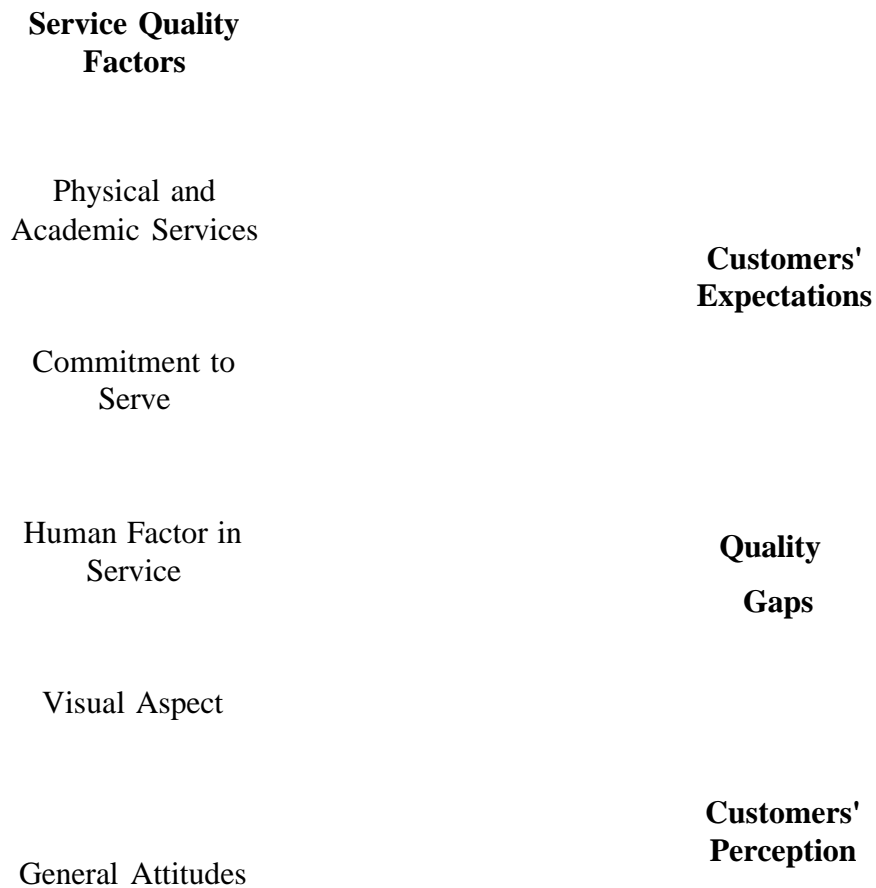 Service Quality
Factors
Physical and
Academic Services
Commitment to
Serve
Human Factor in
Service
Visual Aspect
General Attitudes
Customers'
Expectations
Quality
Gaps
Customers'
Perception